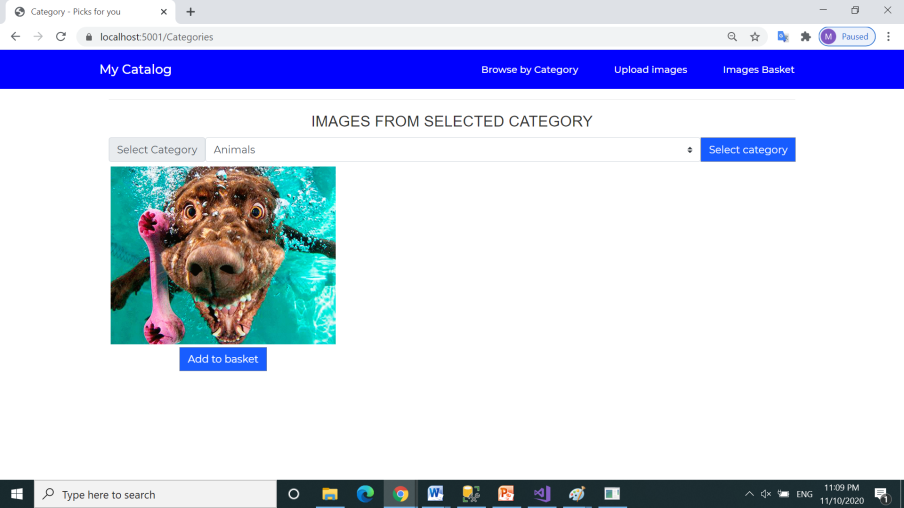 Category - Picks for you
localhost:5001/Categories
M Paused
My Catalog Browse by Category Upload images Images Basket
IMAGES FROM SELECTED CATEGORY
Select Category Animals Select category
Add to basket
Type here to search
ENG
11:09 PM
11/10/2020
1